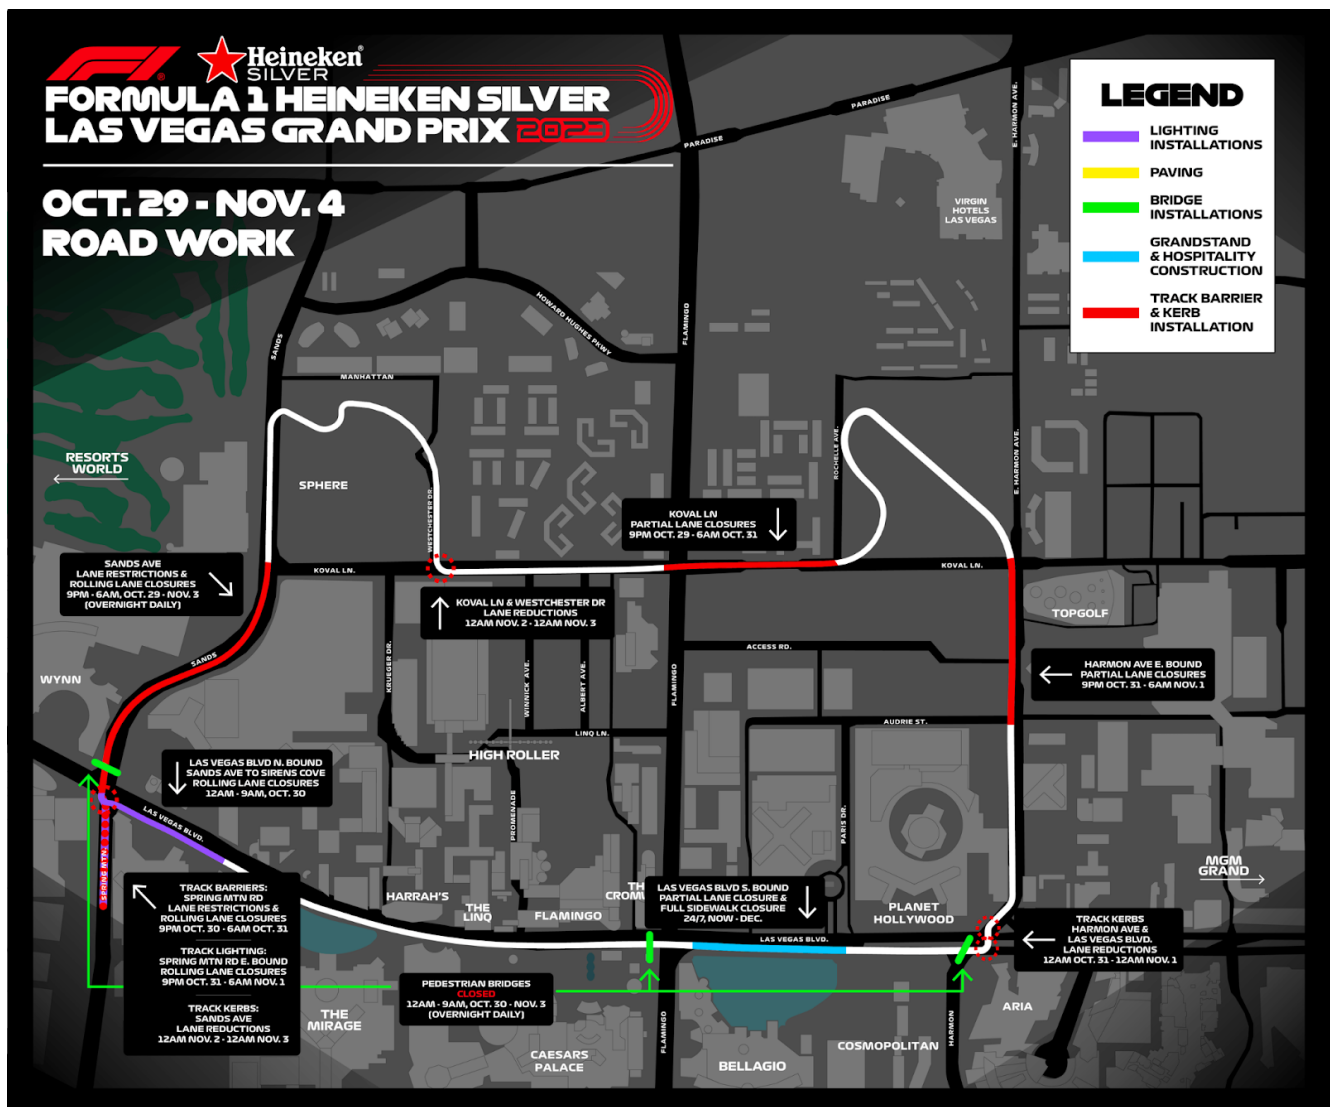 F1®
Heineken®
SILVER
FORMULA 1 HEINEKEN SILVER
LAS VEGAS GRAND PRIX 2023
OCT. 29 - NOV. 4
ROAD WORK
LEGEND
LIGHTING
INSTALLATIONS
PAVING
BRIDGE
INSTALLATIONS
GRANDSTAND
& HOSPITALITY
CONSTRUCTION
TRACK BARRIER
& KERB
INSTALLATION
PARADISE
PARADISE
E. HARMON AVE.
VIRGIN
HOTELS
LAS VEGAS
HOWARD HUGHES PKWY
FLAMINGO
SANDS
MANHATTAN
RESORTS
WORLD
SPHERE
WESTCHESTER DR.
ROCHELLE AVE.
E. HARMON AVE.
KOVAL LN
PARTIAL LANE CLOSURES
9PM OCT. 29 - 6AM OCT. 31
SANDS AVE
LANE RESTRICTIONS &
ROLLING LANE CLOSURES
9PM - 6AM, OCT. 29 - NOV. 3
(OVERNIGHT DAILY)
KOVAL LN.
KOVAL LN.
KOVAL LN & WESTCHESTER DR
LANE REDUCTIONS
12AM NOV. 2 - 12AM NOV. 3
TOPGOLF
SANDS
WYNN
KRUEGER DR.
WINNICK AVE.
ALBERT AVE.
FLAMINGO
ACCESS RD.
HARMON AVE E. BOUND
PARTIAL LANE CLOSURES
9PM OCT. 31 - 6AM NOV. 1
AUDRIE ST.
LINQ LN.
HIGH ROLLER
LAS VEGAS BLVD N. BOUND
SANDS AVE TO SIRENS COVE
ROLLING LANE CLOSURES
12AM - 9AM, OCT. 30
LAS VEGAS BLVD.
PROMENADE
PARIS DR.
SPRING MTN.
TRACK BARRIERS:
SPRING MTN RD
LANE RESTRICTIONS &
ROLLING LANE CLOSURES
9PM OCT. 30 - 6AM OCT. 31
TRACK LIGHTING:
SPRING MTN RD E. BOUND
ROLLING LANE CLOSURES
9PM OCT. 31 - 6AM NOV. 1
TRACK KERBS:
SANDS AVE
LANE REDUCTIONS
12AM NOV. 2 - 12AM NOV. 3
HARRAH'S
THE
LINQ
FLAMINGO
LAS VEGAS BLVD S. BOUND
PARTIAL LANE CLOSURE &
FULL SIDEWALK CLOSURE
24/7, NOW - DEC.
PLANET
HOLLYWOOD
MGM
GRAND
LAS VEGAS BLVD.
TRACK KERBS
HARMON AVE &
LAS VEGAS BLVD.
LANE REDUCTIONS
12AM OCT. 31 - 12AM NOV. 1
PEDESTRIAN BRIDGES
CLOSED
12AM - 9AM, OCT. 30 - NOV. 3
(OVERNIGHT DAILY)
THE
MIRAGE
CAESARS
PALACE
FLAMINGO
BELLAGIO
COSMOPOLITAN
HARMON
ARIA